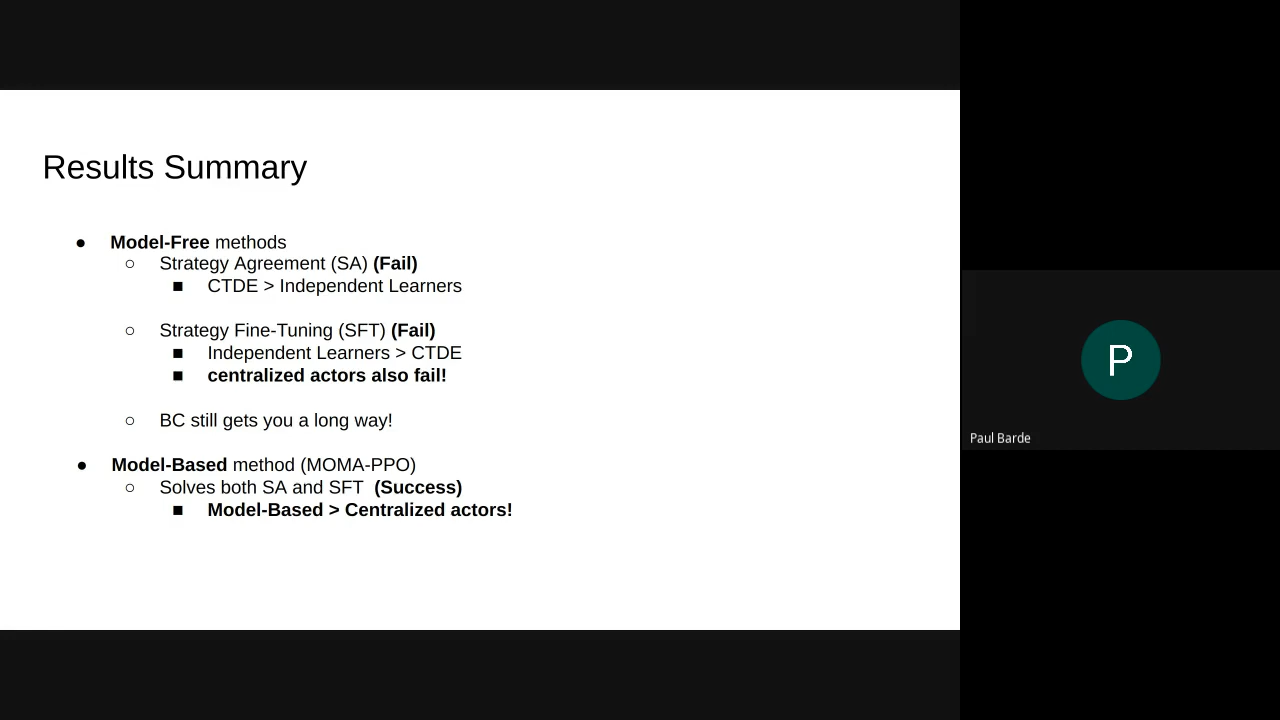 Results Summary
● Model-Free methods
○ Strategy Agreement (SA) (Fail)
■ CTDE > Independent Learners
○ Strategy Fine-Tuning (SFT) (Fail)
■ Independent Learners > CTDE
■ centralized actors also fail!
○ BC still gets you a long way!
● Model-Based method (MOMA-PPO)
○ Solves both SA and SFT (Success)
■ Model-Based > Centralized actors!
P
Paul Barde